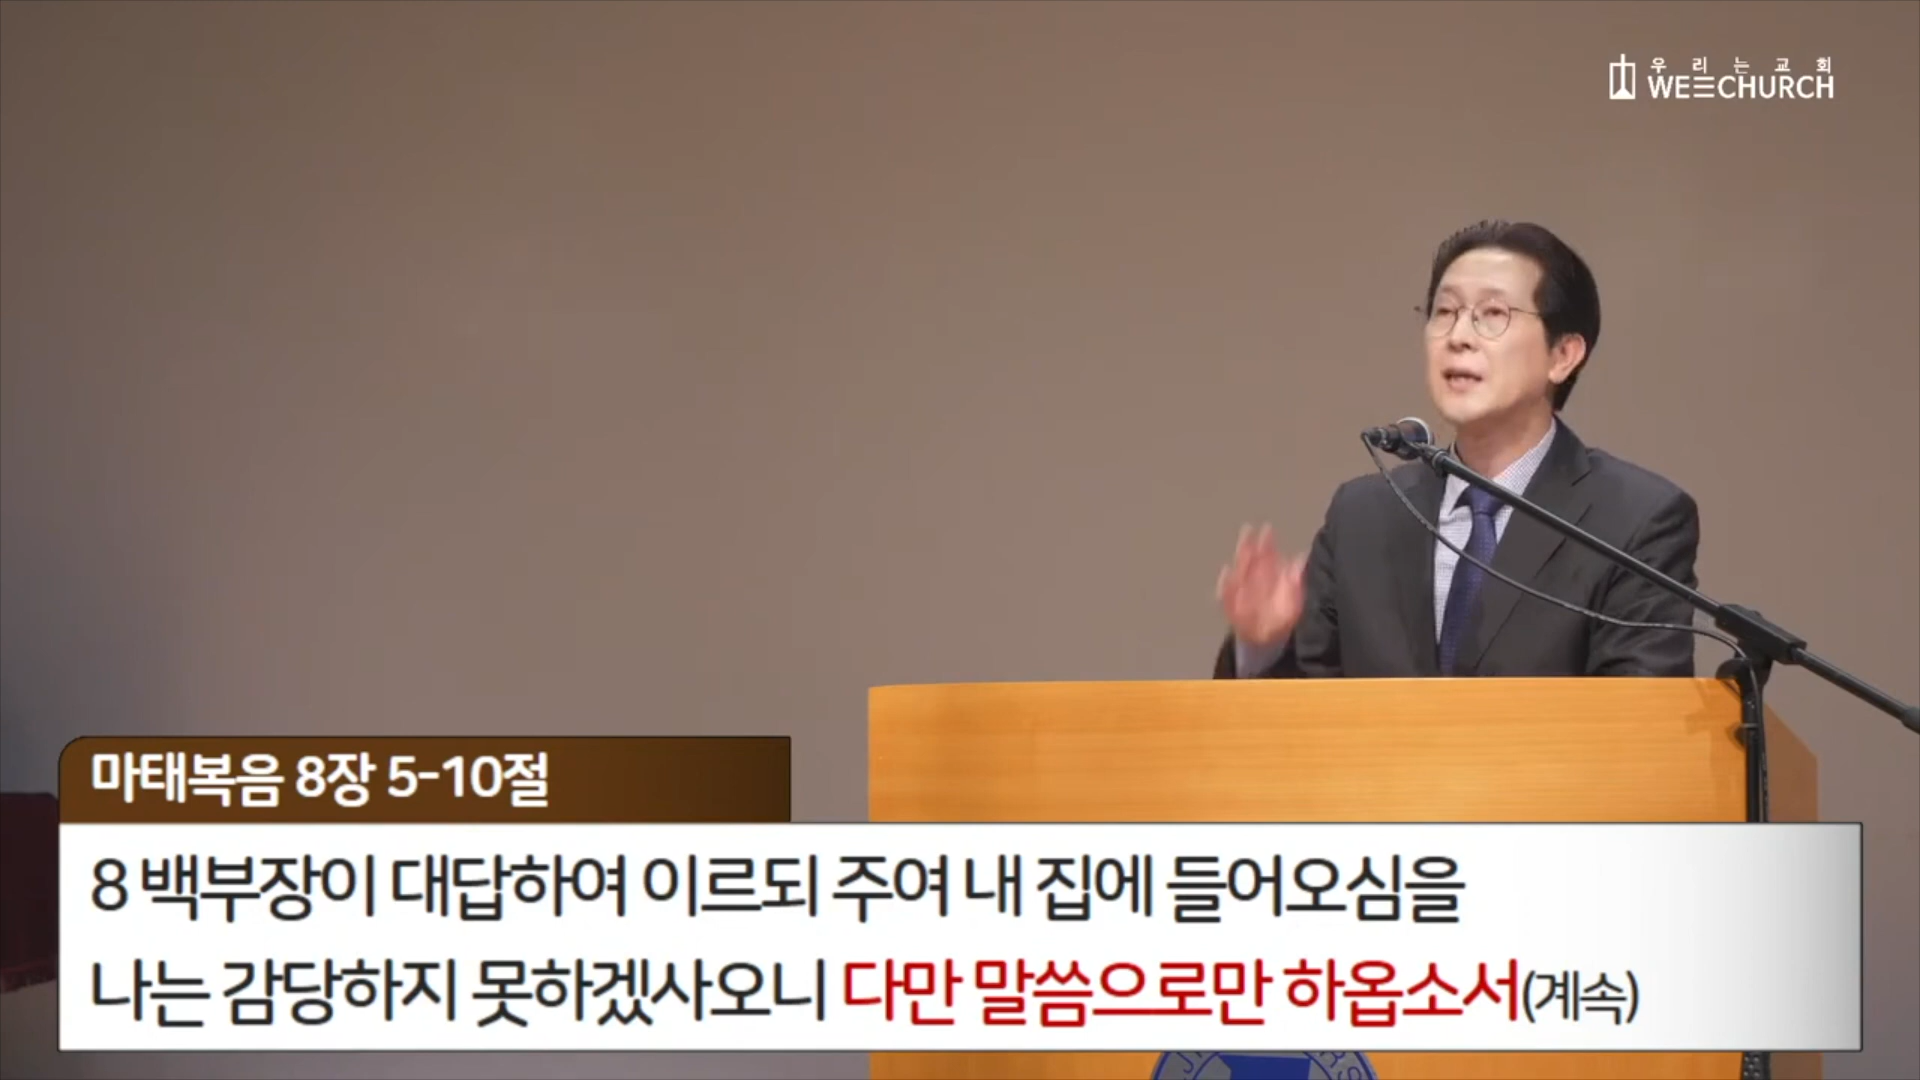 우리는교회
WE CHURCH
마태복음 8장 5-10절
8 백부장이 대답하여 이르되 주여 내 집에 들어오심을
나는 감당하지 못하겠사오니 다만 말씀으로만 하옵소서(계속)